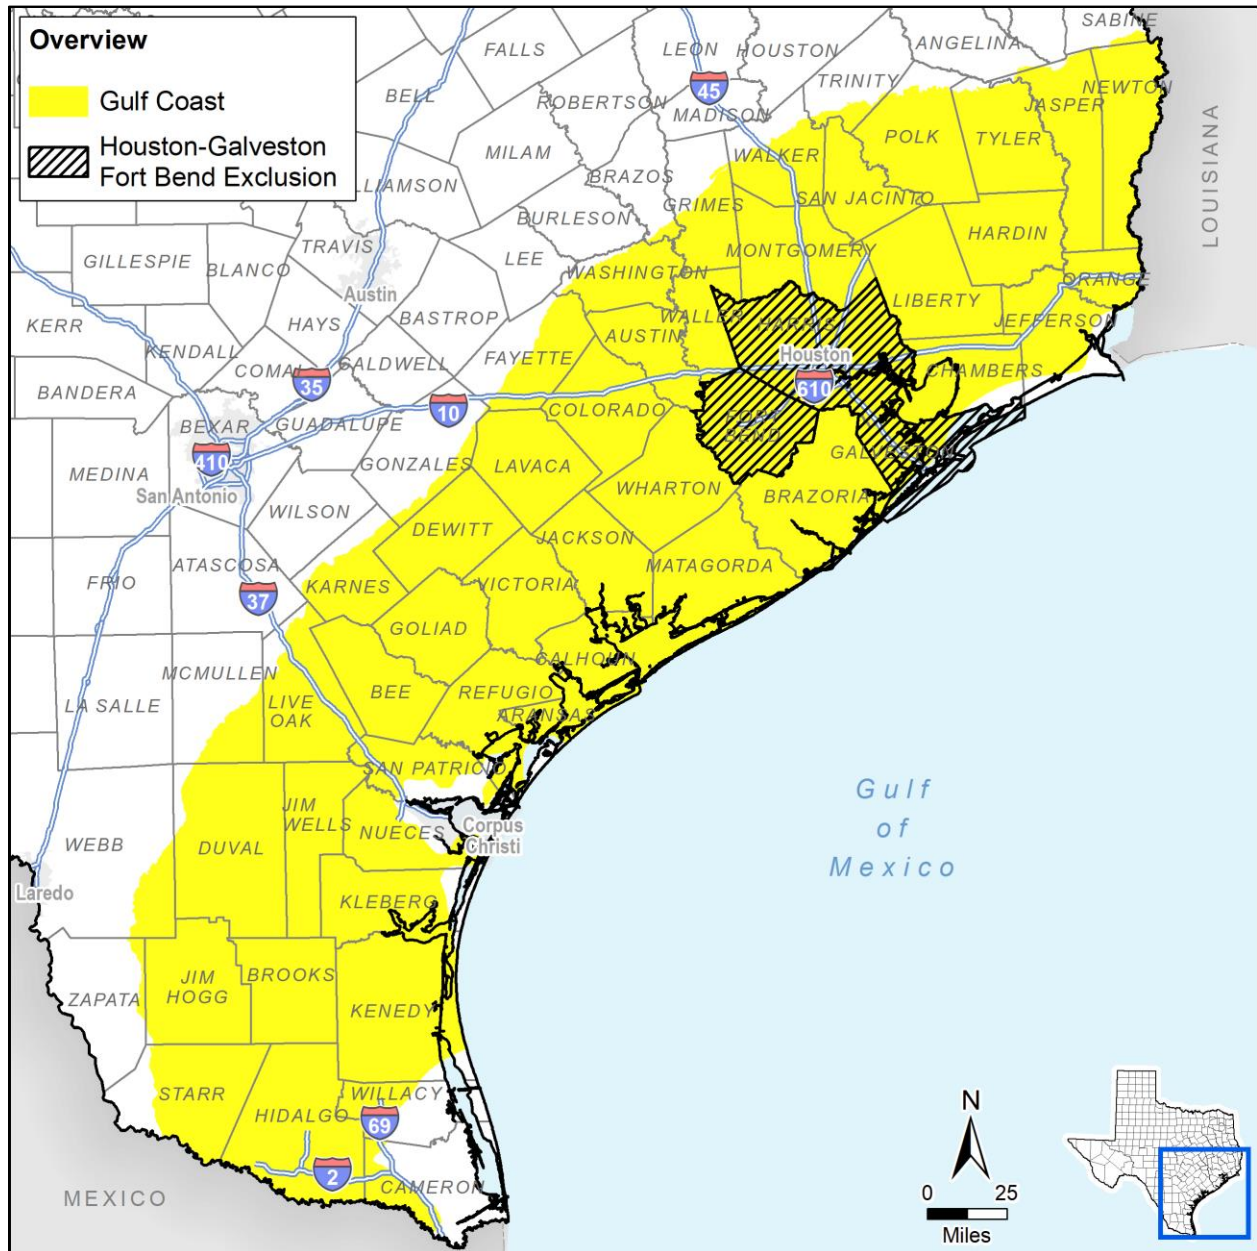 Overview
Gulf Coast
Houston-Galveston
Fort Bend Exclusion
SABINE
FALLS
LEON
HOUSTON
ANGELINA
TRINITY
BELL
ROBERTSON
45
MADISON
NEWTON
JASPER
POLK
TYLER
MILAM
WALKER
LLIAMSON
BRAZOS
SAN JACINTO
GRIMES
BURLESON
LOUISIANA
TRAVIS
HARDIN
GILLESPIE
BLANCO
LEE
MONTGOMERY
WASHINGTON
ORANGE
Austin
LIBERTY
BASTROP
WALLER
HARRIS
JEFFERSON
KERR
HAYS
AUSTIN
KENDALL
CALDWELL
FAYETTE
Houston
COMAL
35
CHAMBERS
BANDERA
610
10
COLORADO
BEXAR
GUADALUPE
FORT
BEND
GALVESTON
410
GONZALES
LAVACA
MEDINA
San Antonio
WHARTON
BRAZORIA
WILSON
DEWITT
JACKSON
ATASCOSA
MATAGORDA
FRIO
KARNES
VICTORIA
37
GOLIAD
CALHOUN
MCMULLEN
BEE
REFUGIO
LA SALLE
LIVE
OAK
ARANSAS
SAN PATRICIO
Gulf
of
Mexico
JIM
WELLS
NUECES
Corpus
Christi
WEBB
DUVAL
Laredo
KLEBERG
JIM
HOGG
BROOKS
ZAPATA
KENEDY
STARR
WILLACY
HIDALGO
69
2
CAMERON
MEXICO
N
0 25
Miles